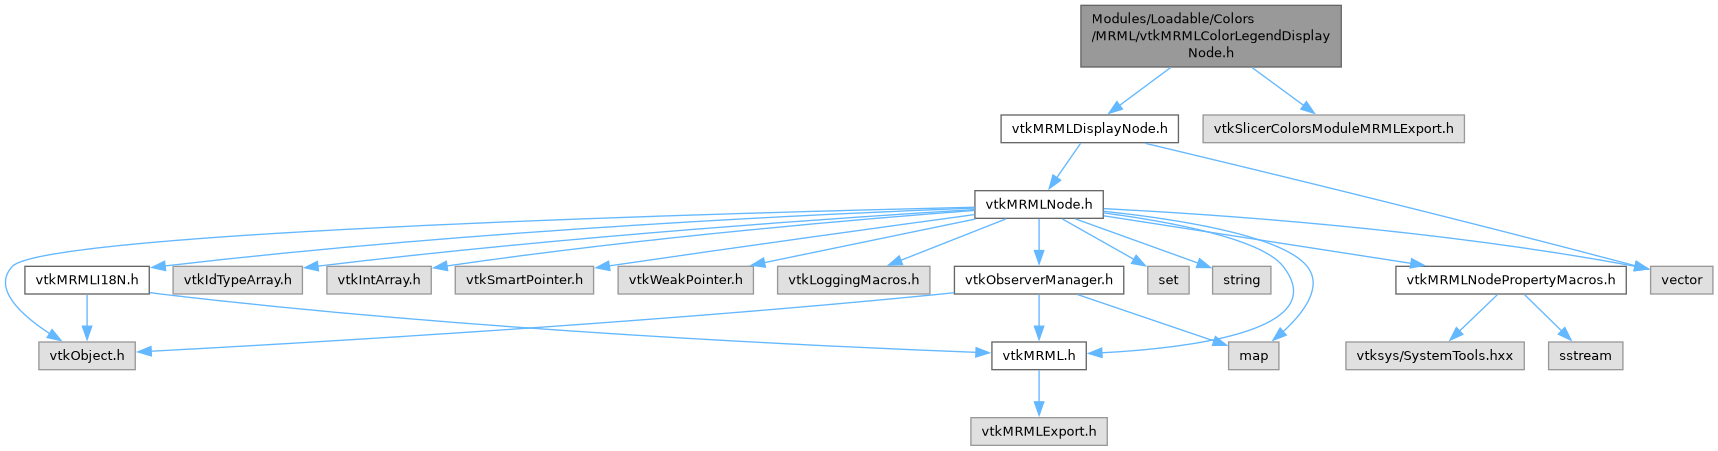 Modules/Loadable/Colors
/MRML/vtkMRMLColorLegendDisplay
Node.h
vtkMRMLDisplayNode.h
vtkSlicerColorsModuleMRMLExport.h
vtkMRMLNode.h
vtkMRMLI18N.h
vtkIdTypeArray.h
vtkIntArray.h
vtkSmartPointer.h
vtkWeakPointer.h
vtkLoggingMacros.h
vtkObserverManager.h
set
string
vtkMRMLNodePropertyMacros.h
vector
vtkObject.h
vtkMRML.h
map
vtksys/SystemTools.hxx
sstream
vtkMRMLExport.h